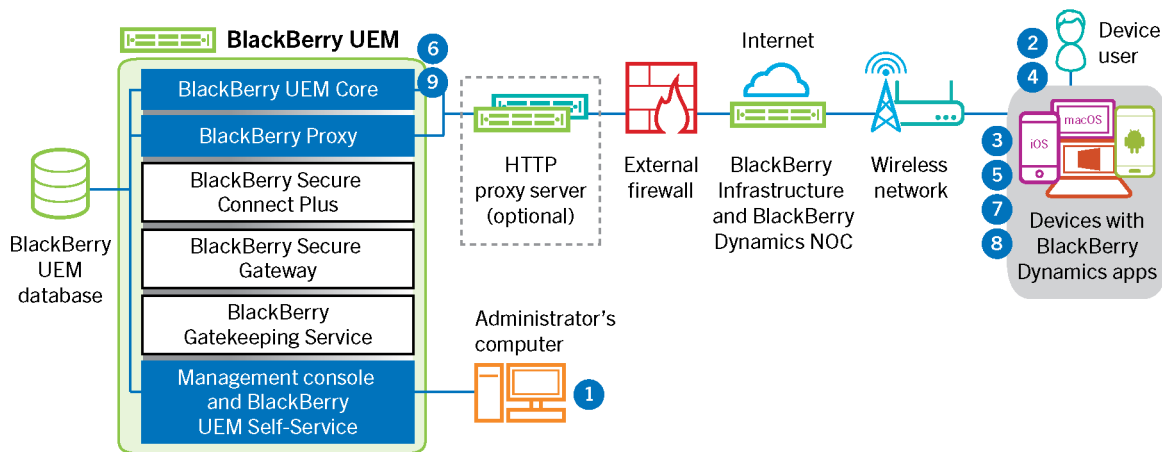 BlackBerry UEM
6
9
BlackBerry UEM Core
BlackBerry Proxy
BlackBerry Secure
Connect Plus
BlackBerry Secure
Gateway
BlackBerry
Gatekeeping Service
Management console
and BlackBerry
UEM Self-Service
BlackBerry
UEM
database
HTTP
proxy server
(optional)
External
firewall
Internet
BlackBerry
Infrastructure
and BlackBerry
Dynamics NOC
Wireless
network
Administrator’s
computer
1
2
4
Device
user
3
5
7
8
macOS
iOS
Devices with
BlackBerry
Dynamics apps